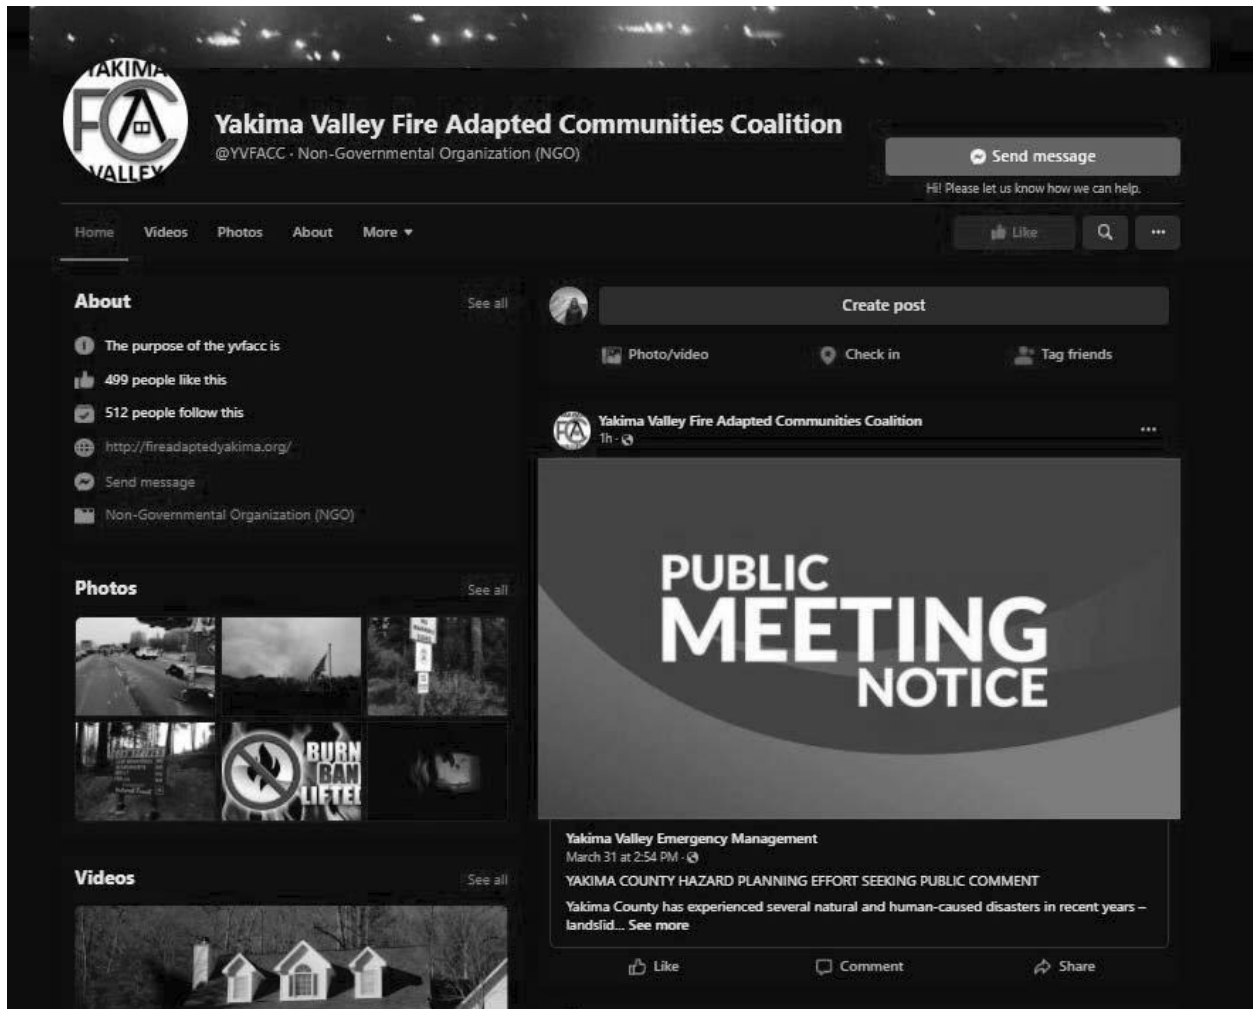 YAKIMA
FCA
VALLEY
Yakima Valley Fire Adapted Communities Coalition
@YVFACC · Non-Governmental Organization (NGO)
Send message
Hi! Please let us know how we can help.
Home Videos Photos About More ▾
Like
About See all
The purpose of the yvfacc is
499 people like this
512 people follow this
http://fireadaptedyakima.org/
Send message
Non-Governmental Organization (NGO)
Photos See all
BURN
BAN
LIFTED
Videos See all
Create post
Photo/video Check in Tag friends
Yakima Valley Fire Adapted Communities Coalition
1h ·
PUBLIC
MEETING
NOTICE
Yakima Valley Emergency Management
March 31 at 2:54 PM ·
YAKIMA COUNTY HAZARD PLANNING EFFORT SEEKING PUBLIC COMMENT
Yakima County has experienced several natural and human-caused disasters in recent years –
landslid... See more
Like Comment Share